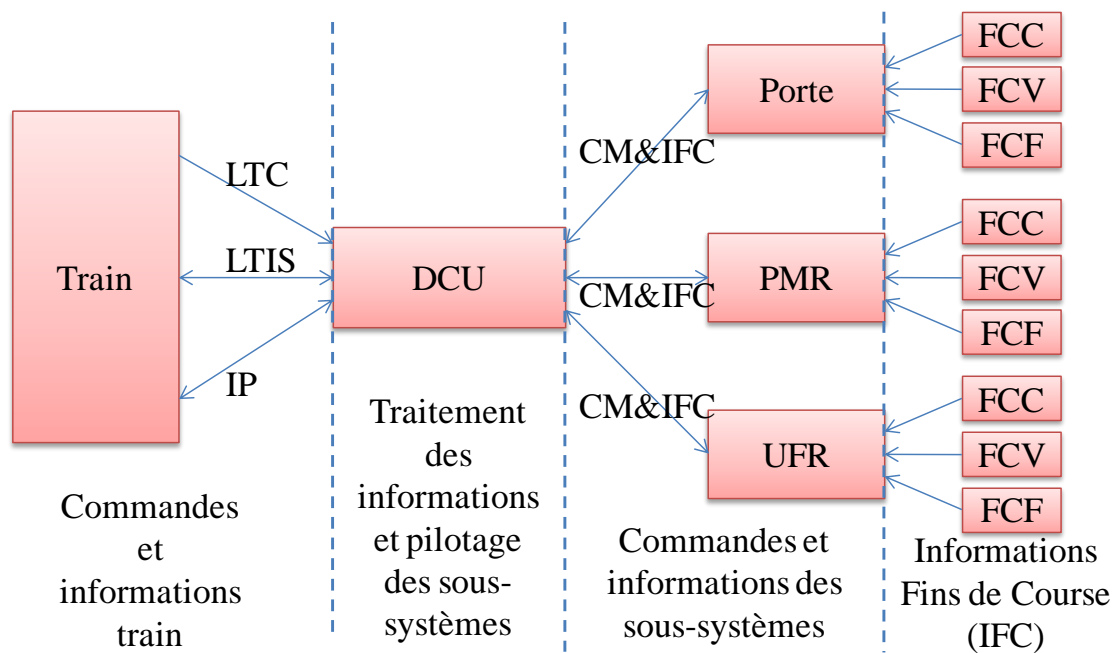 Train
LTC
LTIS
IP
DCU
CM&IFC
CM&IFC
CM&IFC
Porte
PMR
UFR
FCC
FCV
FCF
FCC
FCV
FCF
FCC
FCV
FCF
Commandes
et
informations
train
Traitement
des
informations
et pilotage
des sous-
systèmes
Commandes et
informations des
sous-systèmes
Informations
Fins de Course
(IFC)